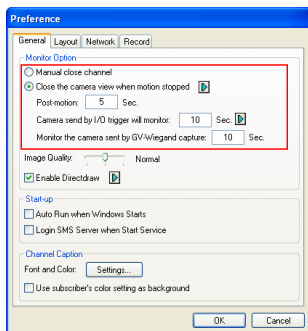 Preference
General Layout Network Record
Monitor Option
Manual close channel
Close the camera view when motion stopped
Post-motion: 5 Sec.
Camera send by I/O trigger will monitor: 10 Sec.
Monitor the camera sent by GV-Wiegand capture: 10 Sec.
Image Quality: Normal
Enable Directdraw
Start-up
Auto Run when Windows Starts
Login SMS Server when Start Service
Channel Caption
Font and Color: Settings...
Use subscriber's color setting as background
OK Cancel